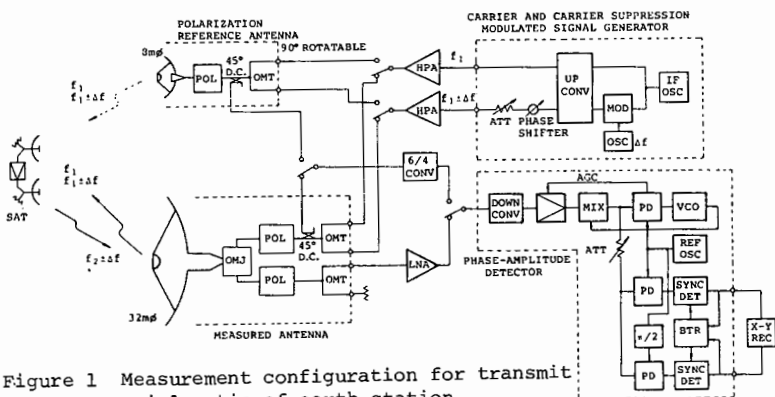 POLARIZATION
REFERENCE ANTENNA
CARRIER AND CARRIER SUPPRESSION
MODULATED SIGNAL GENERATOR
90° ROTATABLE
8mø
45°
D.C.
POL
OMT
HPA
f₁
UP
CONV
IF
OSC
f₁
f₁±Δf
HPA
f₁±Δf
ATT
PHASE
SHIFTER
MOD
OSC
Δf
SAT
f₁
f₁±Δf
6/4
CONV
f₂±Δf
AGC
DOWN
CONV
MIX
PD
VCO
POL
OMT
45°
D.C.
OMJ
POL
OMT
LNA
PHASE-AMPLITUDE
DETECTOR
ATT
REF
OSC
PD
SYNC
DET
32mø
MEASURED ANTENNA
π/2
BTR
X-Y
REC
PD
SYNC
DET
Figure 1 Measurement configuration for transmit